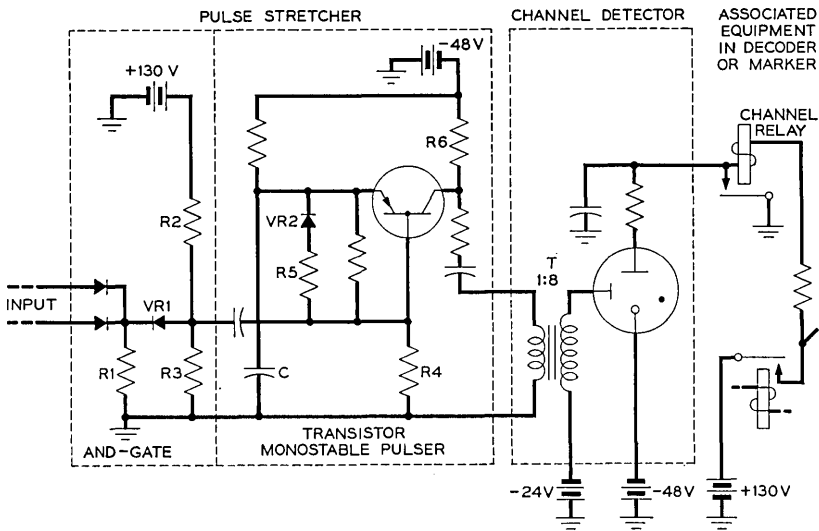 PULSE STRETCHER
CHANNEL DETECTOR
ASSOCIATED
EQUIPMENT
IN DECODER
OR MARKER
+130 V
-48V
CHANNEL
RELAY
R6
R2
VR2
R5
T
1:8
INPUT
VR1
R1
R3
C
R4
AND-GATE
TRANSISTOR
MONOSTABLE PULSER
-24V
-48V
+130V